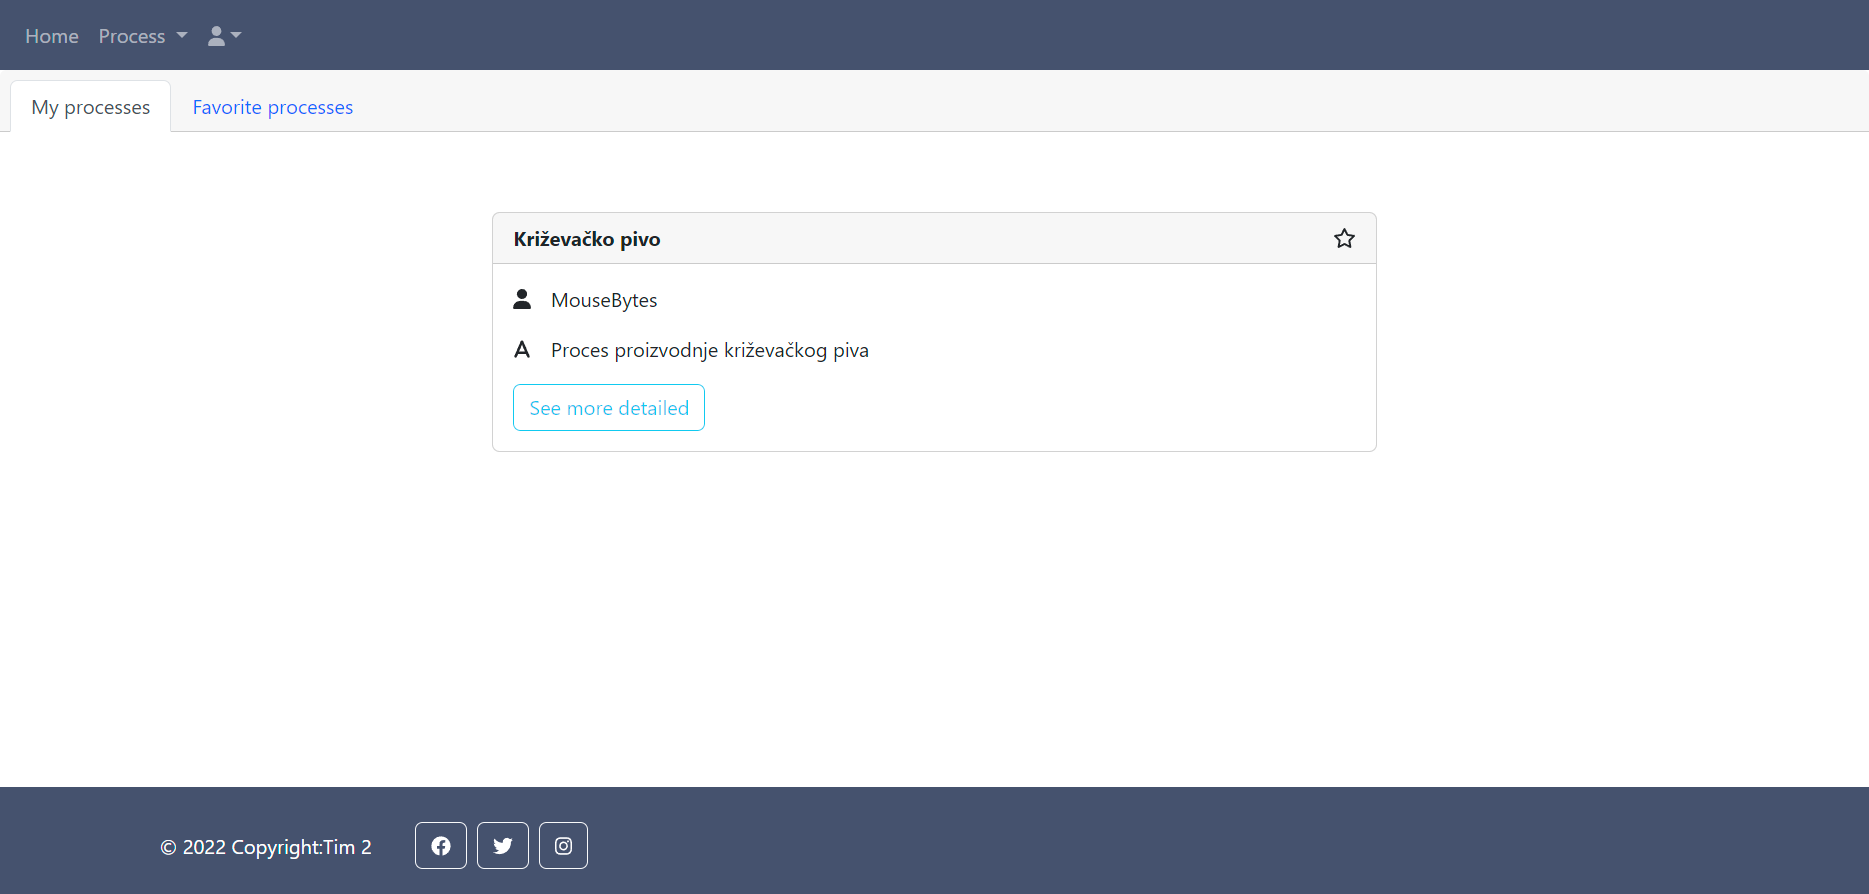 Home Process
My processes Favorite processes
Križevačko pivo
MouseBytes
Proces proizvodnje križevačkog piva
See more detailed
© 2022 Copyright:Tim 2